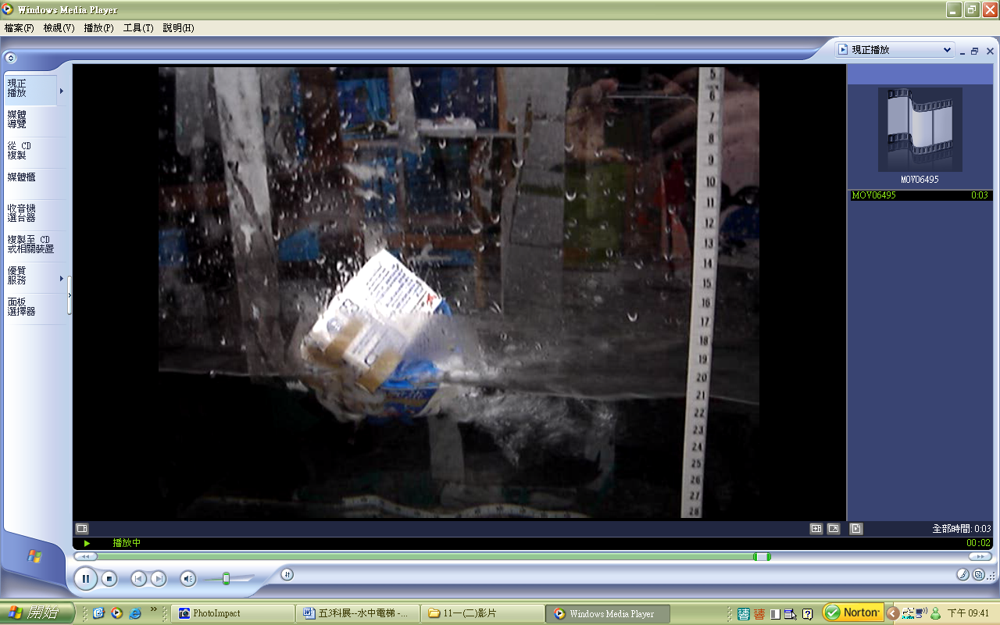 Windows Media Player
檔案(F) 檢視(V) 播放(P) 工具(T) 說明(H)
現正播放
現正
播放
媒體
導覽
從 CD
複製
媒體櫃
收音機
選台器
複製至 CD
或相關裝置
優質
服務
面板
選擇器
5
6
7
8
9
10
11
12
13
14
15
16
17
18
19
20
21
22
23
24
25
26
27
28
MOV06495
MOV06495 0:03
全部時間: 0:03
播放中 00:02
開始 PhotoImpact 五3科展--水中電梯 -... 11一(二)影片 Windows Media Player Norton 下午 09:41